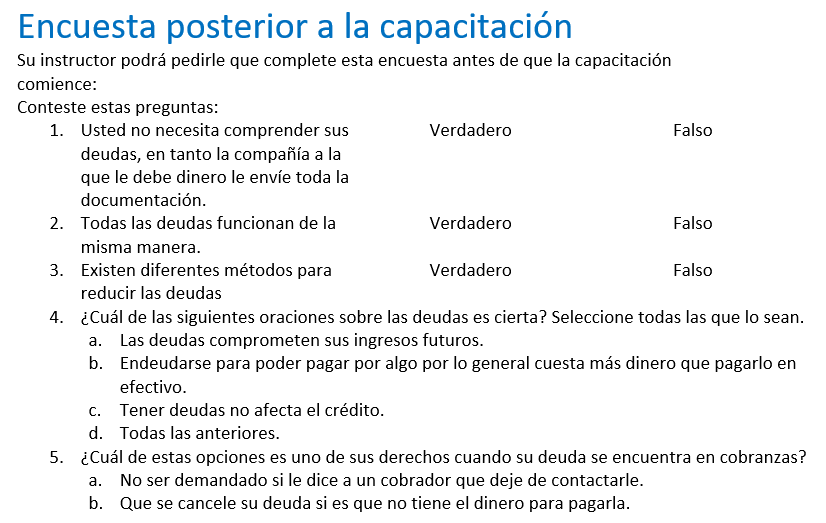 Encuesta posterior a la capacitación
Su instructor podrá pedirle que complete esta encuesta antes de que la capacitación
comience:
Conteste estas preguntas:
1. Usted no necesita comprender sus Verdadero Falso
deudas, en tanto la compañía a la
que le debe dinero le envíe toda la
documentación.
2. Todas las deudas funcionan de la Verdadero Falso
misma manera.
3. Existen diferentes métodos para Verdadero Falso
reducir las deudas
4. ¿Cuál de las siguientes oraciones sobre las deudas es cierta? Seleccione todas las que lo sean.
a. Las deudas comprometen sus ingresos futuros.
b. Endeudarse para poder pagar por algo por lo general cuesta más dinero que pagarlo en
efectivo.
c. Tener deudas no afecta el crédito.
d. Todas las anteriores.
5. ¿Cuál de estas opciones es uno de sus derechos cuando su deuda se encuentra en cobranzas?
a. No ser demandado si le dice a un cobrador que deje de contactarle.
b. Que se cancele su deuda si es que no tiene el dinero para pagarla.